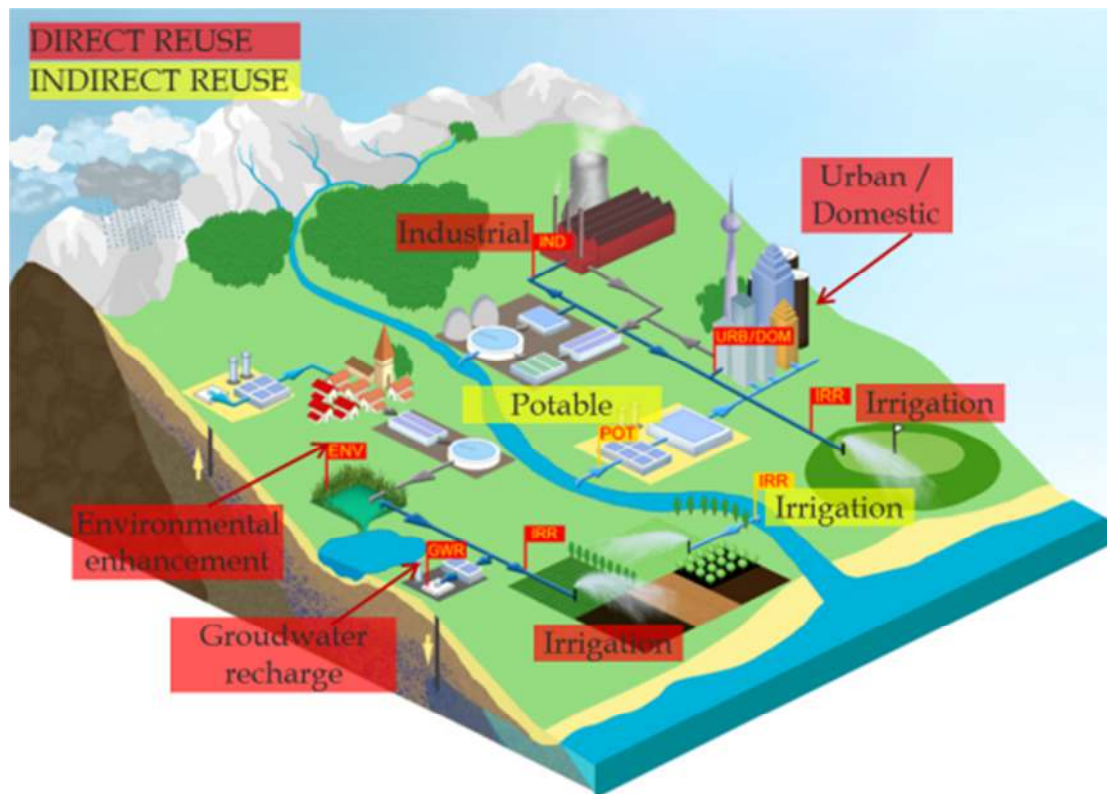 DIRECT REUSE
INDIRECT REUSE
Urban /
Domestic
Industrial
IND
URB/DOM
Potable
POT
IRR
Irrigation
ENV
IRR
Irrigation
Environmental
enhancement
GWR
IRR
Groudwater
recharge
Irrigation